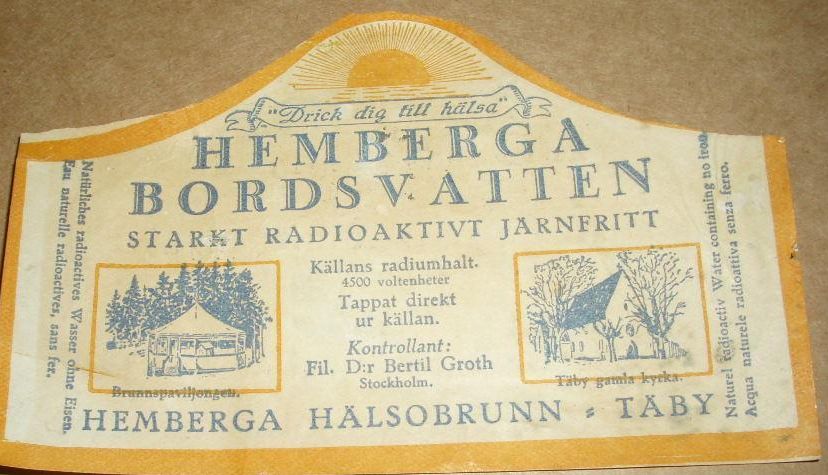 "Drick dig till hälsa"
HEMBERGA
BORDSVATTEN
STARKT RADIOAKTIVT JÄRNFRITT
Natürliches radioactives Wasser ohne Eisen.
Eau naturelle radioactives, sans fer.
Källans radiumhalt.
4500 voltenheter
Tappat direkt
ur källan.
Kontrollant:
Fil. D:r Bertil Groth
Stockholm.
Brunnspaviljongen.
Täby gamla kyrka.
Naturel radioactiv Water containing no iron.
Acqua naturele radioattiva senza ferro.
HEMBERGA HÄLSOBRUNN - TÄBY